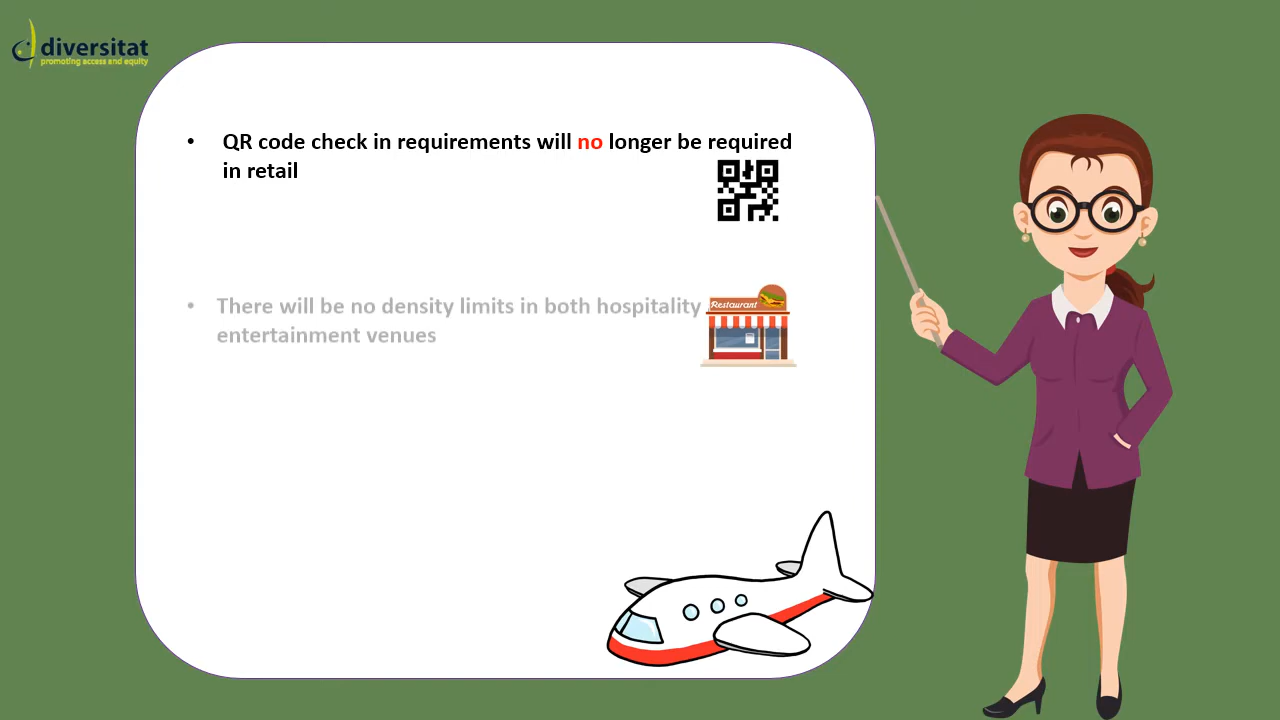 diversitat
promoting access and equity
• QR code check in requirements will no longer be required
in retail
• There will be no density limits in both hospitality
entertainment venues
Restaurant